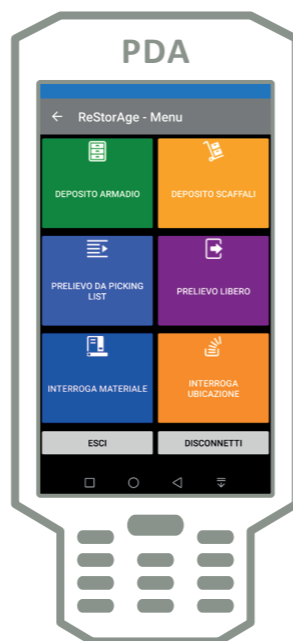 PDA
ReStorAge - Menu
DEPOSITO ARMADIO
DEPOSITO SCAFFALI
PRELIEVO DA PICKING
LIST
PRELIEVO LIBERO
INTERROGA MATERIALE
INTERROGA
UBICAZIONE
ESCI
DISCONNETTI